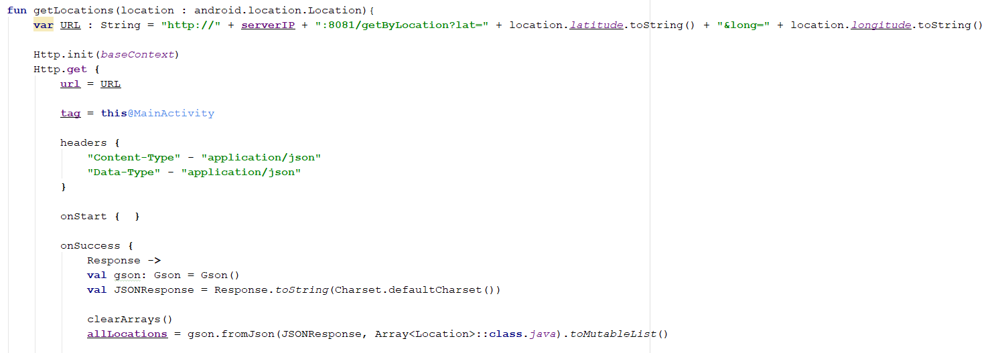 fun getLocations(location : android.location.Location){
var URL : String = "http://" + serverIP + ":8081/getByLocation?lat=" + location.latitude.toString() + "&long=" + location.longitude.toString()
Http.init(baseContext)
Http.get {
url = URL
tag = this@MainActivity
headers {
"Content-Type" - "application/json"
"Data-Type" - "application/json"
}
onStart {  }
onSuccess {
Response ->
val gson: Gson = Gson()
val JSONResponse = Response.toString(Charset.defaultCharset())
clearArrays()
allLocations = gson.fromJson(JSONResponse, Array<Location>::class.java).toMutableList()